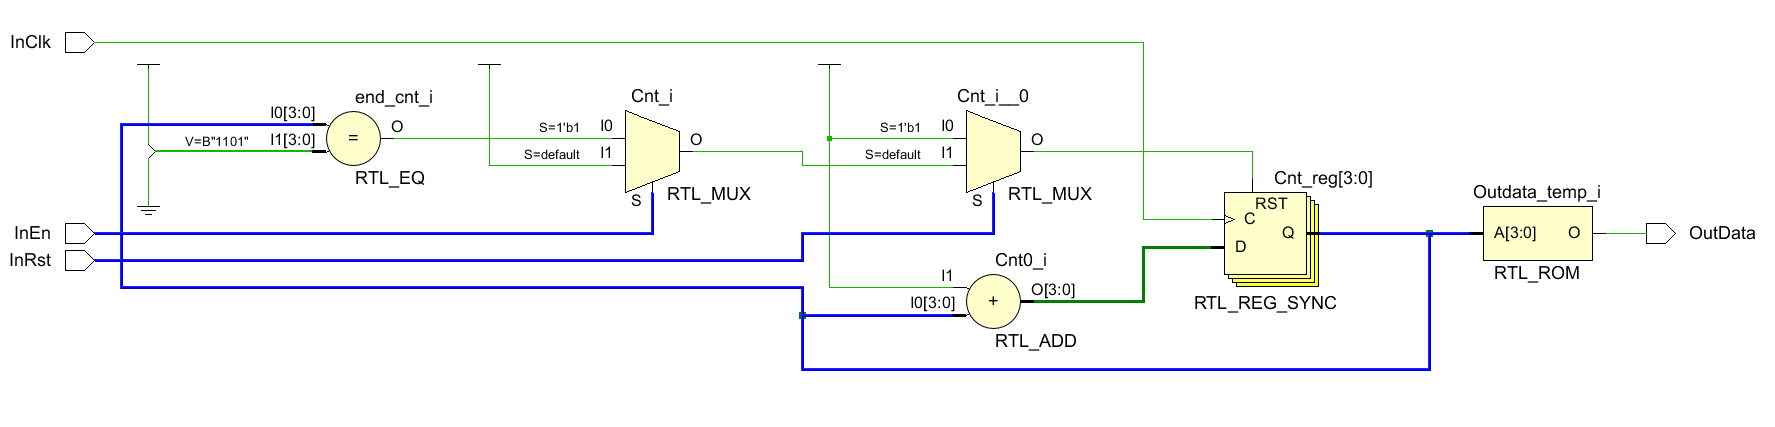 InClk
end_cnt_i
I0[3:0]
V=B"1101"
I1[3:0]
=
O
RTL_EQ
Cnt_i
S=1'b1
I0
S=default
I1
O
S
RTL_MUX
Cnt_i__0
S=1'b1
I0
S=default
I1
O
S
RTL_MUX
InEn
InRst
Cnt0_i
I1
I0[3:0]
+
O[3:0]
RTL_ADD
Cnt_reg[3:0]
RST
C
D
Q
RTL_REG_SYNC
Outdata_temp_i
A[3:0]
O
RTL_ROM
OutData